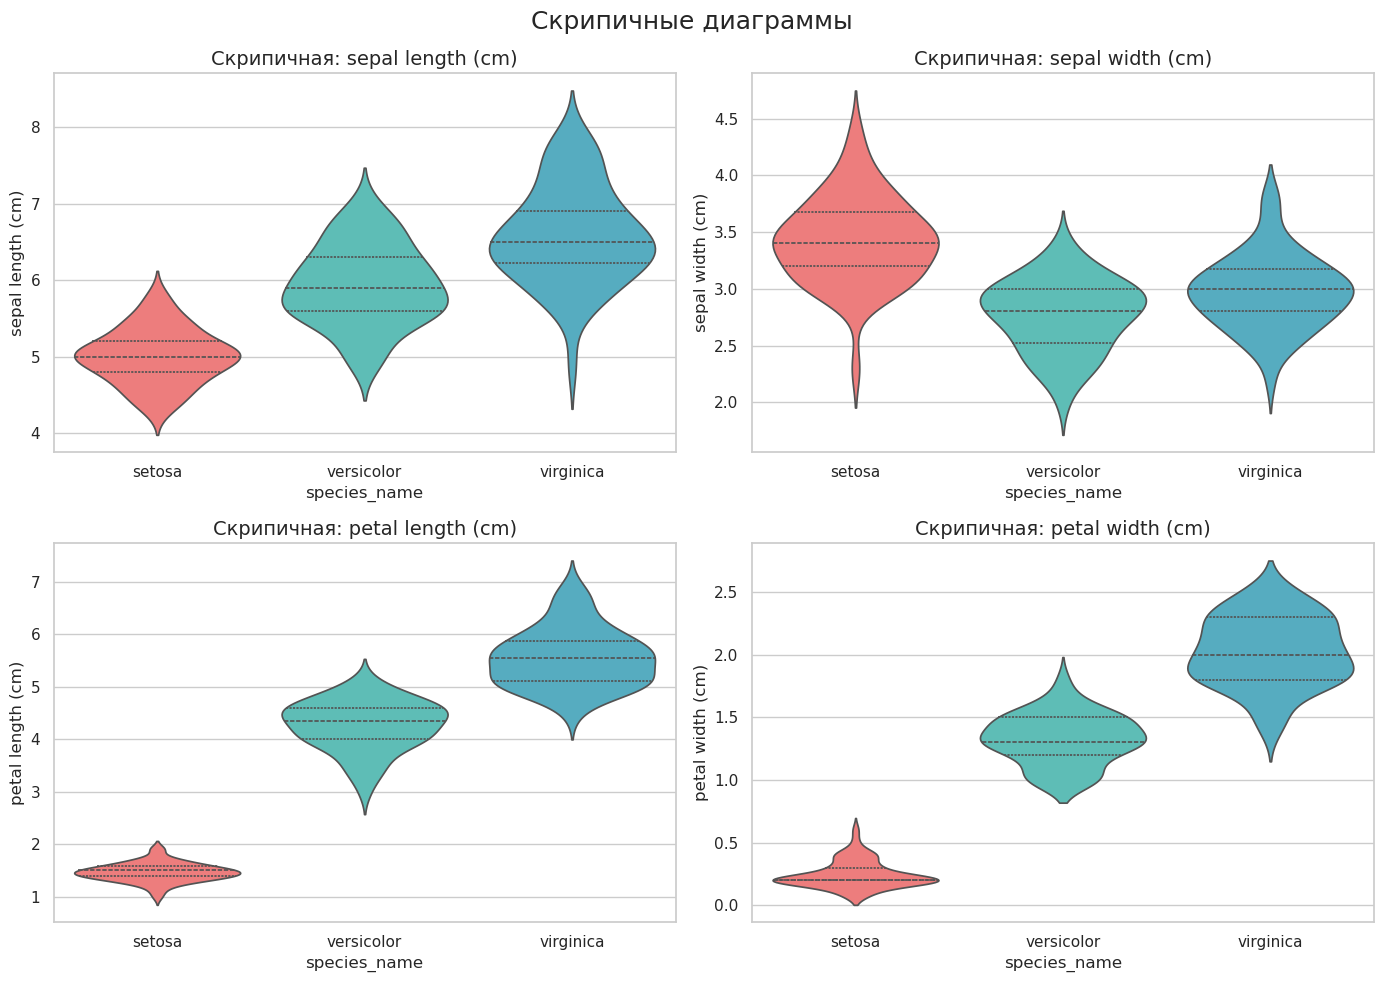 Скрипичные диаграммы
Скрипичная: sepal length (cm)
sepal length (cm)
8
7
6
5
4
setosa versicolor virginica
species_name
Скрипичная: sepal width (cm)
sepal width (cm)
4.5
4.0
3.5
3.0
2.5
2.0
setosa versicolor virginica
species_name
Скрипичная: petal length (cm)
petal length (cm)
7
6
5
4
3
2
1
setosa versicolor virginica
species_name
Скрипичная: petal width (cm)
petal width (cm)
2.5
2.0
1.5
1.0
0.5
0.0
setosa versicolor virginica
species_name